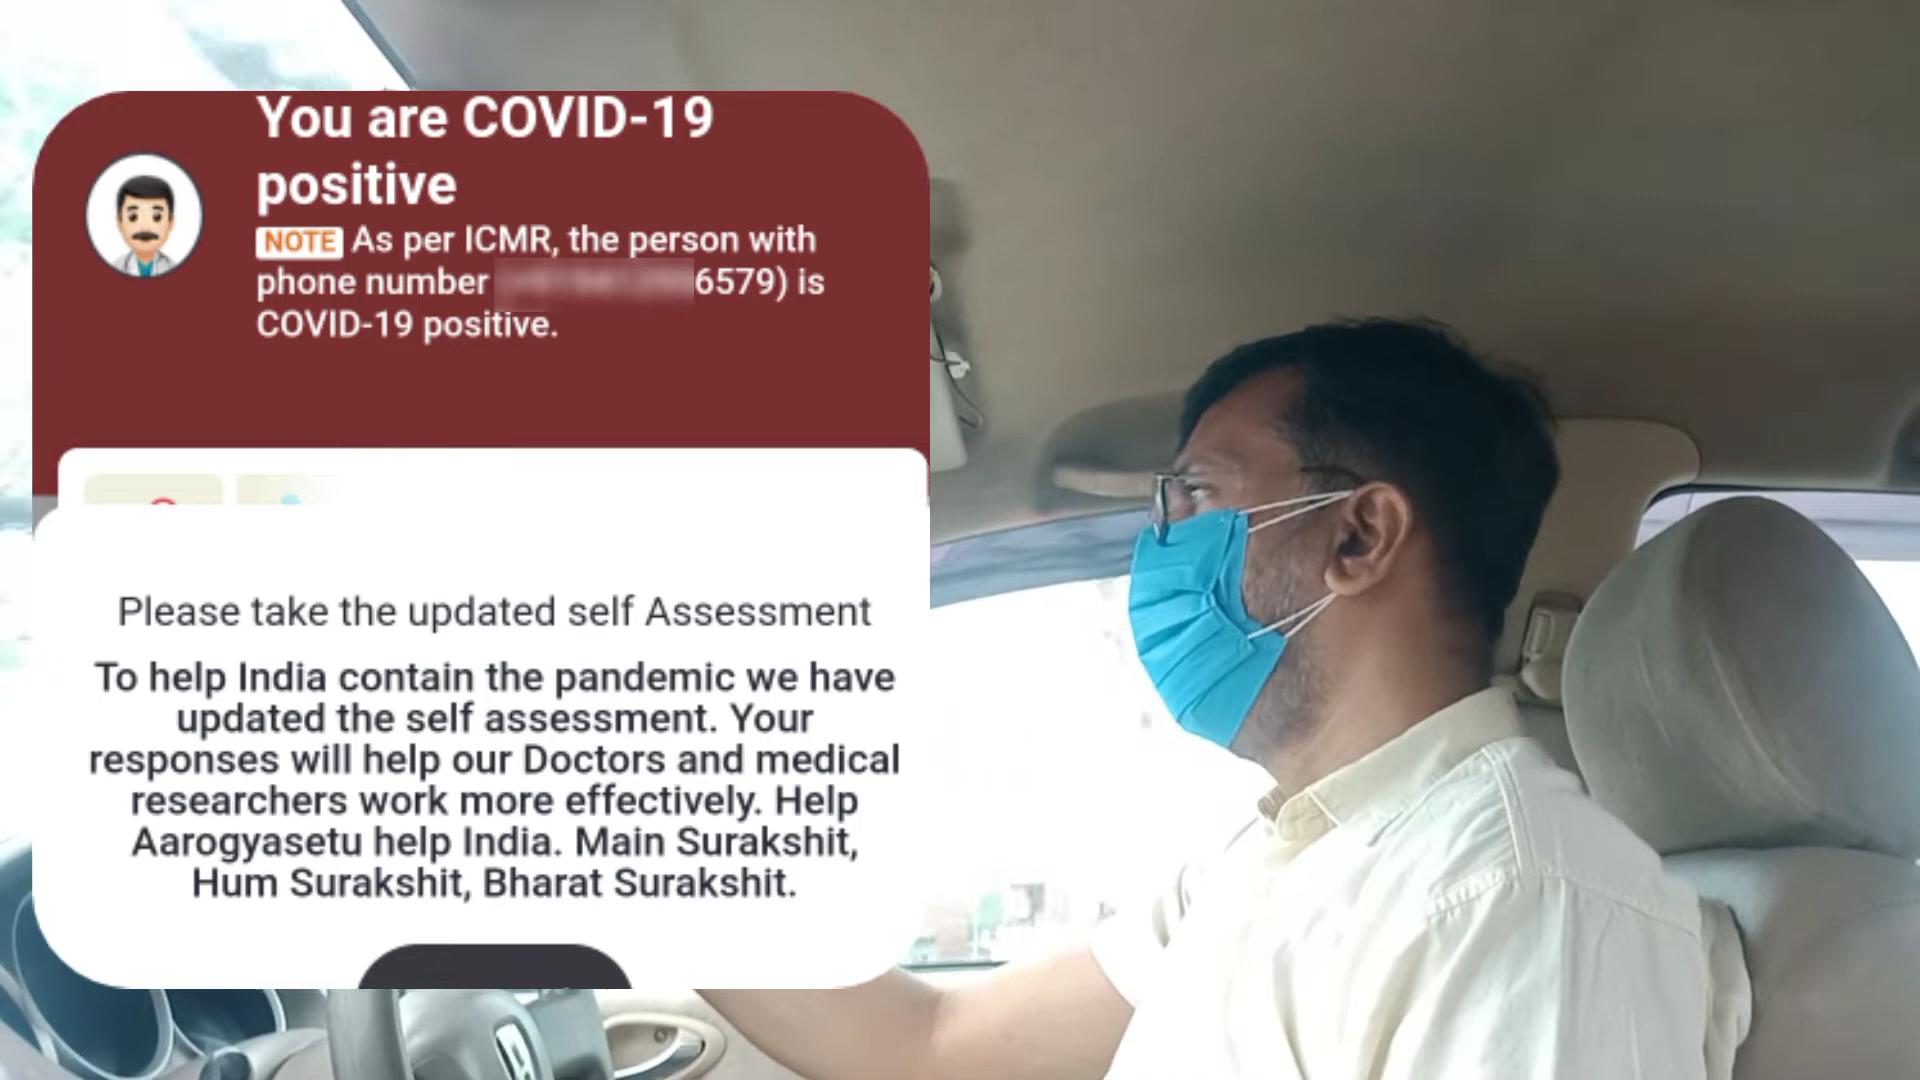 You are COVID-19
positive
NOTE As per ICMR, the person with
phone number 6579) is
COVID-19 positive.
Please take the updated self Assessment
To help India contain the pandemic we have
updated the self assessment. Your
responses will help our Doctors and medical
researchers work more effectively. Help
Aarogyasetu help India. Main Surakshit,
Hum Surakshit, Bharat Surakshit.